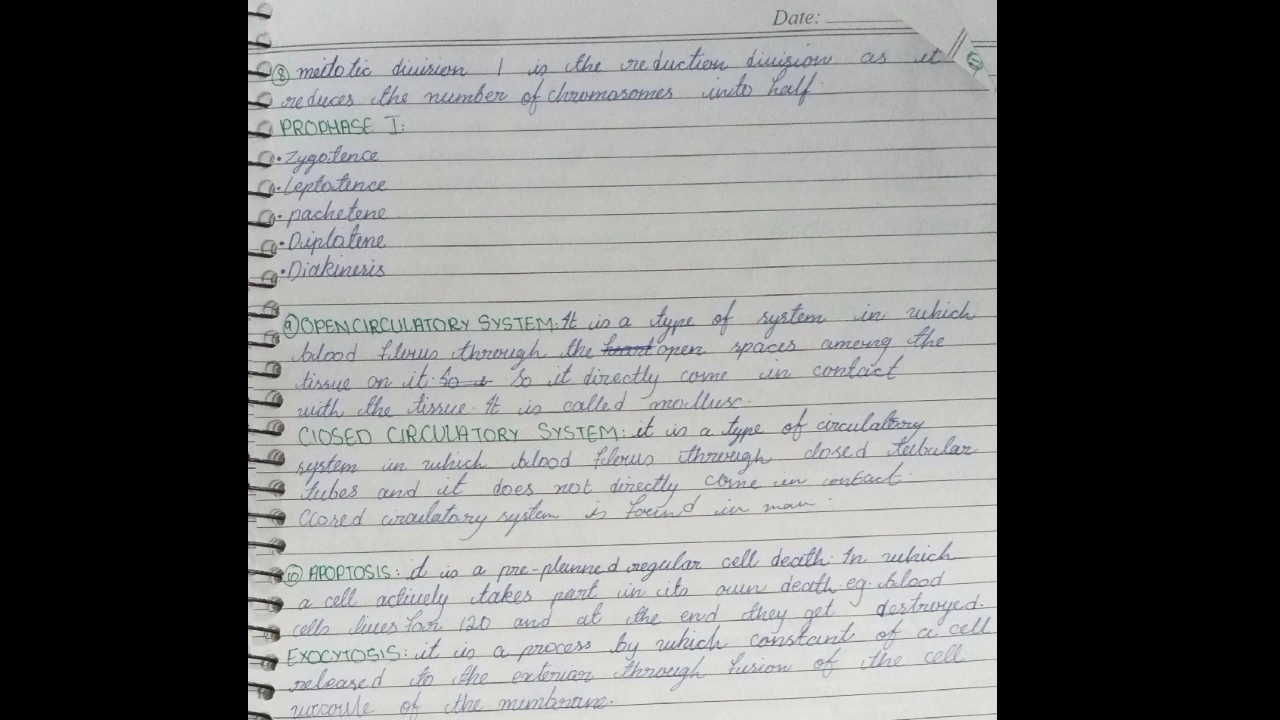 Date:
⑧ meitotic division 1 is the reduction division as it
reduces the number of chromosomes into half.
PROPHASE I:
• Zygotence
• Leptotence
• pachetene
• Diplotene
• Diakinesis
⑨ OPEN CIRCULATORY SYSTEM: It is a type of system in which
blood flows through the heart open spaces among the
tissue on it. So it So it directly come in contact
with the tissue. It is called mollusc.
ClOSED CIRCULATORY SYSTEM: it is a type of circulatory
system in which blood flows through closed tubular
tubes and it does not directly come in contact.
Closed circulatory system is found in man.
⑩ APOPTOSIS: it is a pre-planned regular cell death. In which
a cell actively takes part in its own death. eg. blood
cells lives for 120 and at the end they get destroyed.
EXOCYTOSIS: it is a process by which constant of a cell
released to the exterior through fusion of the cell
of the membrane.